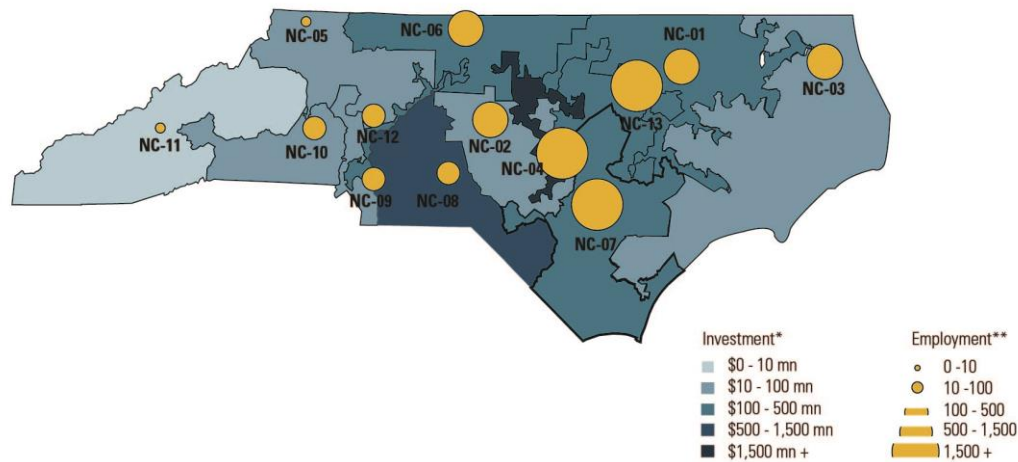 NC-05
NC-06
NC-01
NC-03
NC-13
NC-12
NC-02
NC-11
NC-10
NC-04
NC-09
NC-08
NC-07
Investment*
$0 - 10 mn
$10 - 100 mn
$100 - 500 mn
$500 - 1,500 mn
$1,500 mn +
Employment**
0 -10
10 -100
100 - 500
500 - 1,500
1,500 +